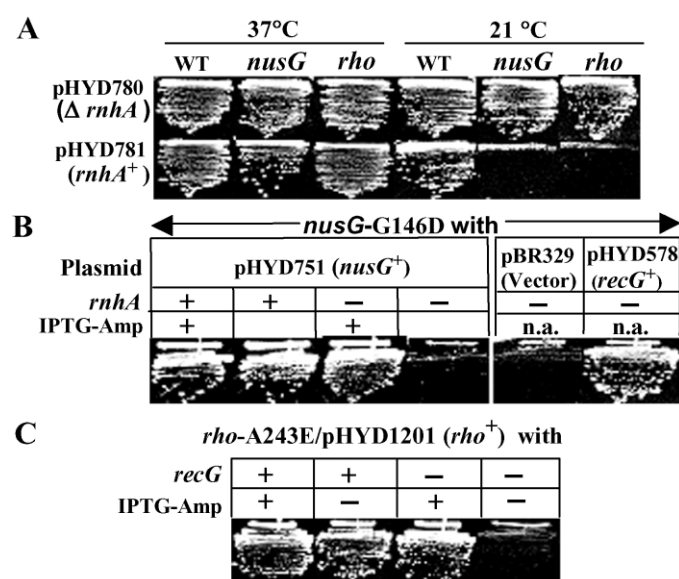 A
37°C 21 °C
WT nusG rho WT nusG rho
pHYD780
(Δ rnhA)
pHYD781
(rnhA+)
B
nusG-G146D with
Plasmid pHYD751 (nusG+) pBR329 (Vector) pHYD578 (recG+)
rnhA + + − − − −
IPTG-Amp + + n.a. n.a.
C
rho-A243E/pHYD1201 (rho+) with
recG + + − −
IPTG-Amp + − + −